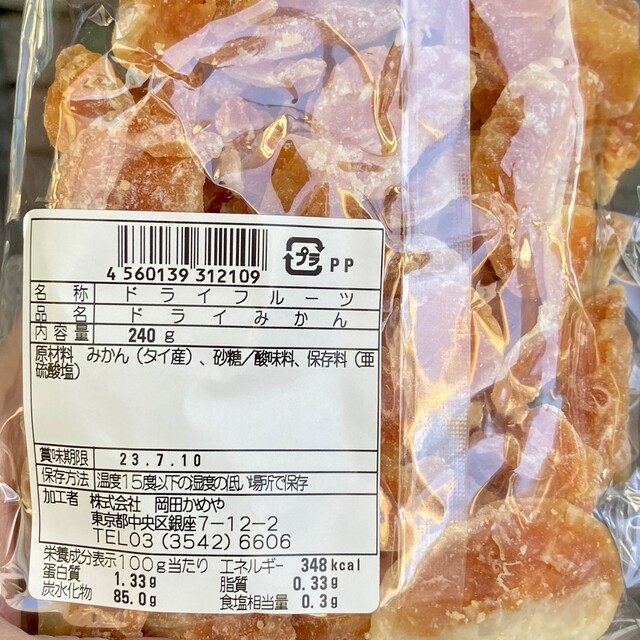 4 560139 312109
プラ PP
名称 ドライフルーツ
品名 ドライみかん
内容量 240g
原材料 みかん（タイ産）、砂糖／酸味料、保存料（亜
硫酸塩）
賞味期限 23.7.10
保存方法 温度15度以下の湿度の低い場所で保存
加工者 株式会社 岡田かめや
東京都中央区銀座7-12-2
TEL03（3542）6606
栄養成分表示100g当たり エネルギー 348kcal
蛋白質 1.33g 脂質 0.33g
炭水化物 85.0g 食塩相当量 0.3g